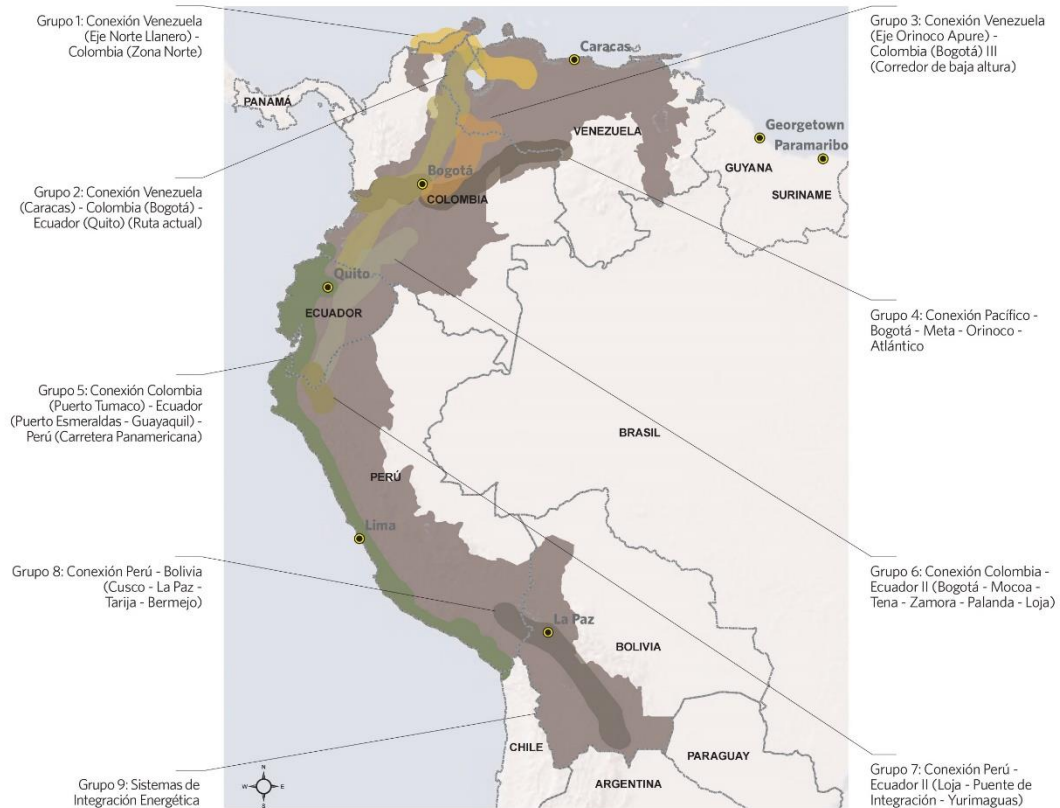 Grupo 1: Conexión Venezuela
(Eje Norte Llanero) -
Colombia (Zona Norte)
Grupo 3: Conexión Venezuela
(Eje Orinoco Apure) -
Colombia (Bogotá) III
(Corredor de baja altura)
Caracas
PANAMÁ
VENEZUELA
Georgetown
Paramaribo
GUYANA
SURINAME
Grupo 2: Conexión Venezuela
(Caracas) - Colombia (Bogotá) -
Ecuador (Quito) (Ruta actual)
Bogotá
COLOMBIA
Quito
ECUADOR
Grupo 4: Conexión Pacífico -
Bogotá - Meta - Orinoco -
Atlántico
Grupo 5: Conexión Colombia
(Puerto Tumaco) - Ecuador
(Puerto Esmeraldas - Guayaquil) -
Perú (Carretera Panamericana)
BRASIL
PERÚ
Lima
Grupo 8: Conexión Perú - Bolivia
(Cusco - La Paz -
Tarija - Bermejo)
Grupo 6: Conexión Colombia -
Ecuador II (Bogotá - Mocoa -
Tena - Zamora - Palanda - Loja)
La Paz
BOLIVIA
CHILE
PARAGUAY
ARGENTINA
Grupo 9: Sistemas de
Integración Energética
N
W
E
S
Grupo 7: Conexión Perú -
Ecuador II (Loja - Puente de
Integración - Yurimaguas)